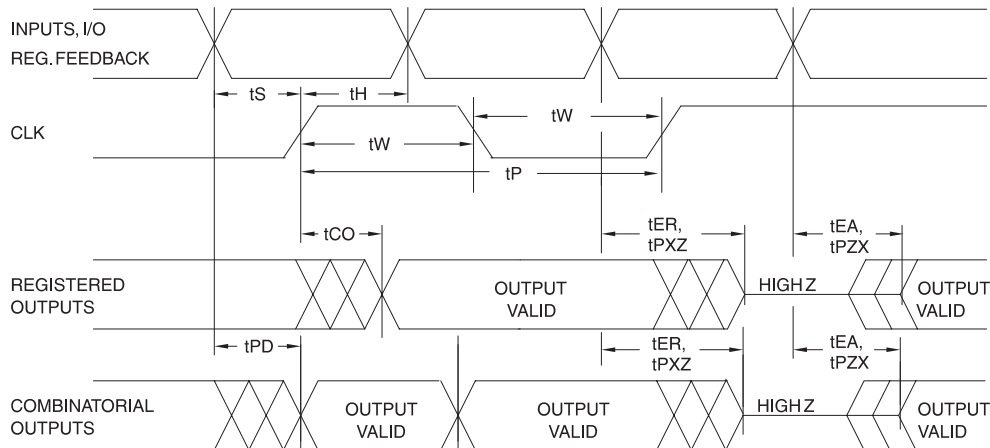 INPUTS, I/O
REG. FEEDBACK
tS
tH
CLK
tW
tW
tP
tCO
tER,
tPXZ
tEA,
tPZX
REGISTERED
OUTPUTS
OUTPUT
VALID
HIGH Z
OUTPUT
VALID
tPD
tER,
tPXZ
tEA,
tPZX
COMBINATORIAL
OUTPUTS
OUTPUT
VALID
OUTPUT
VALID
HIGH Z
OUTPUT
VALID